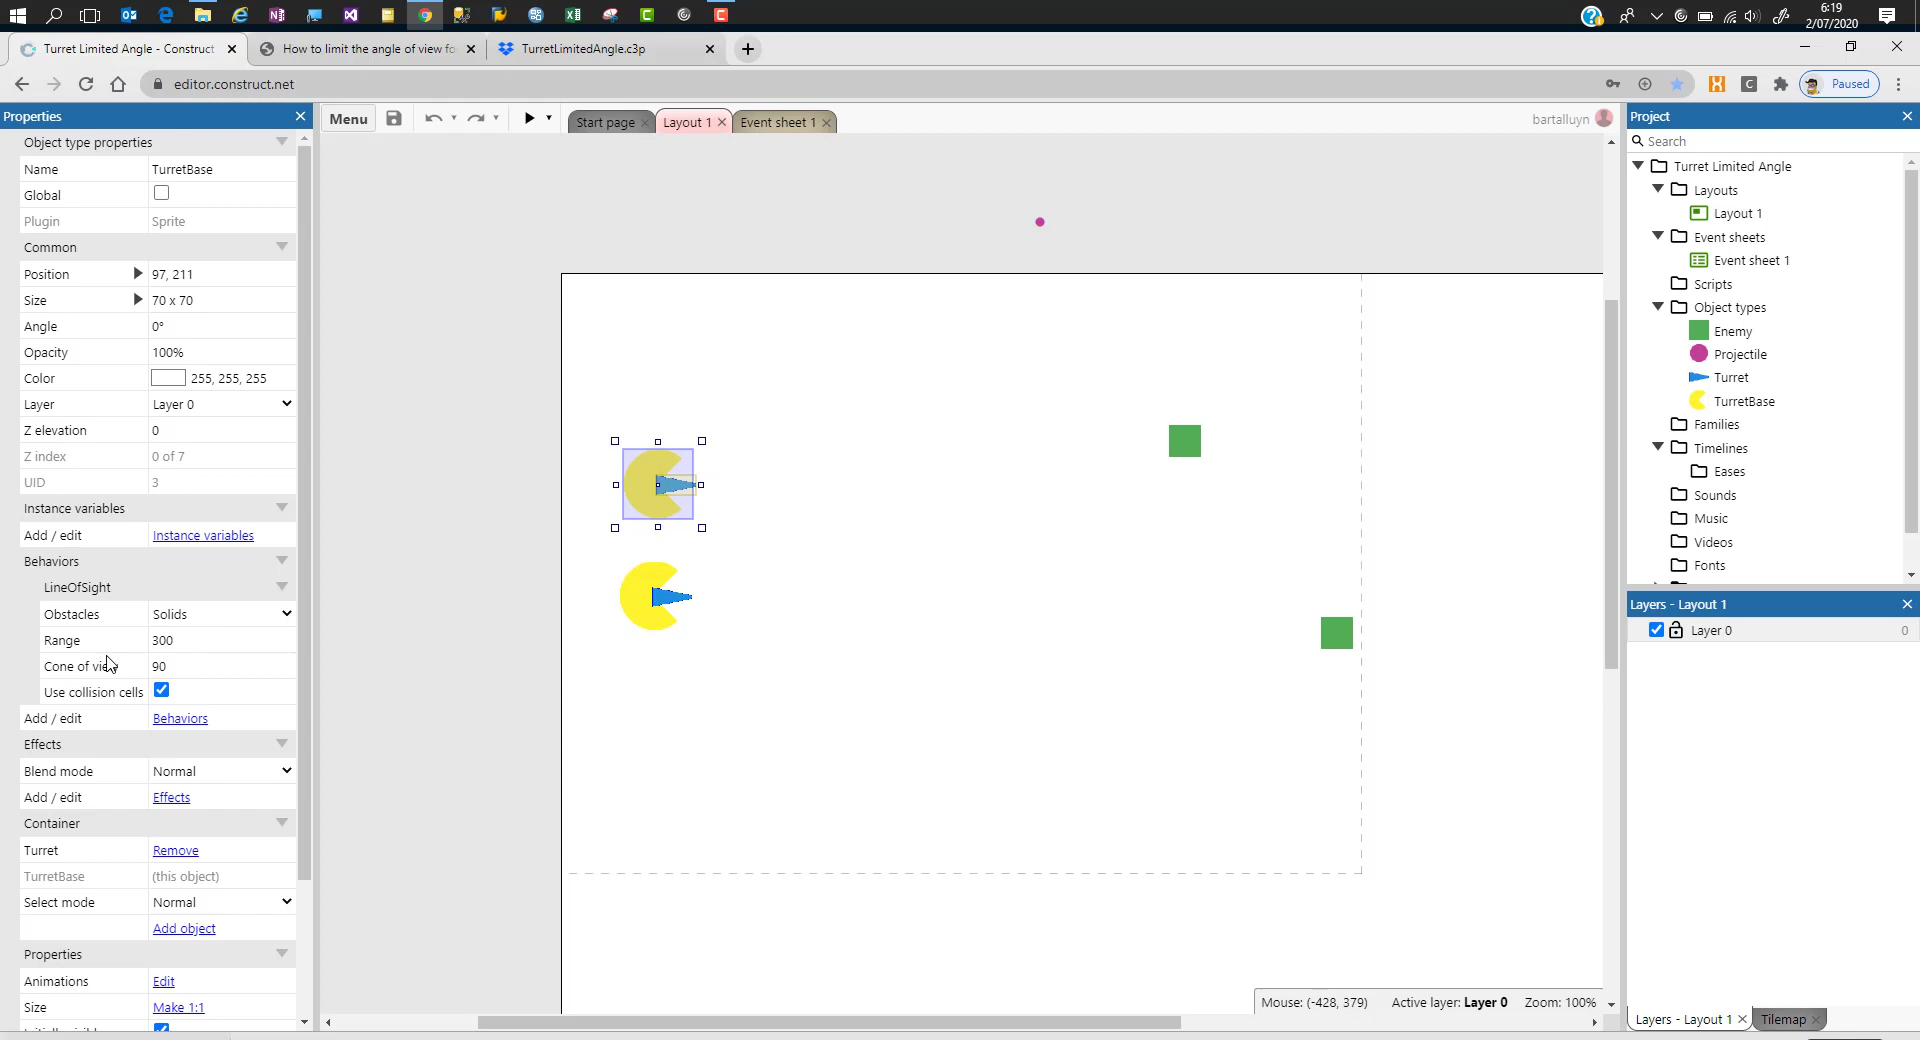 6:19
2/07/2020
Turret Limited Angle - Construct
How to limit the angle of view fo
TurretLimitedAngle.c3p
editor.construct.net
Paused
Properties
Menu
Start page
Layout 1
Event sheet 1
bartalluyn
Project
Object type properties
Name TurretBase
Global
Plugin Sprite
Common
Position 97, 211
Size 70 x 70
Angle 0°
Opacity 100%
Color 255, 255, 255
Layer Layer 0
Z elevation 0
Z index 0 of 7
UID 3
Instance variables
Add / edit Instance variables
Behaviors
LineOfSight
Obstacles Solids
Range 300
Cone of view 90
Use collision cells
Add / edit Behaviors
Effects
Blend mode Normal
Add / edit Effects
Container
Turret Remove
TurretBase (this object)
Select mode Normal
Add object
Properties
Animations Edit
Size Make 1:1
Mouse: (-428, 379) Active layer: Layer 0 Zoom: 100%
Search
Turret Limited Angle
Layouts
Layout 1
Event sheets
Event sheet 1
Scripts
Object types
Enemy
Projectile
Turret
TurretBase
Families
Timelines
Eases
Sounds
Music
Videos
Fonts
Layers - Layout 1
Layer 0 0
Layers - Layout 1
Tilemap